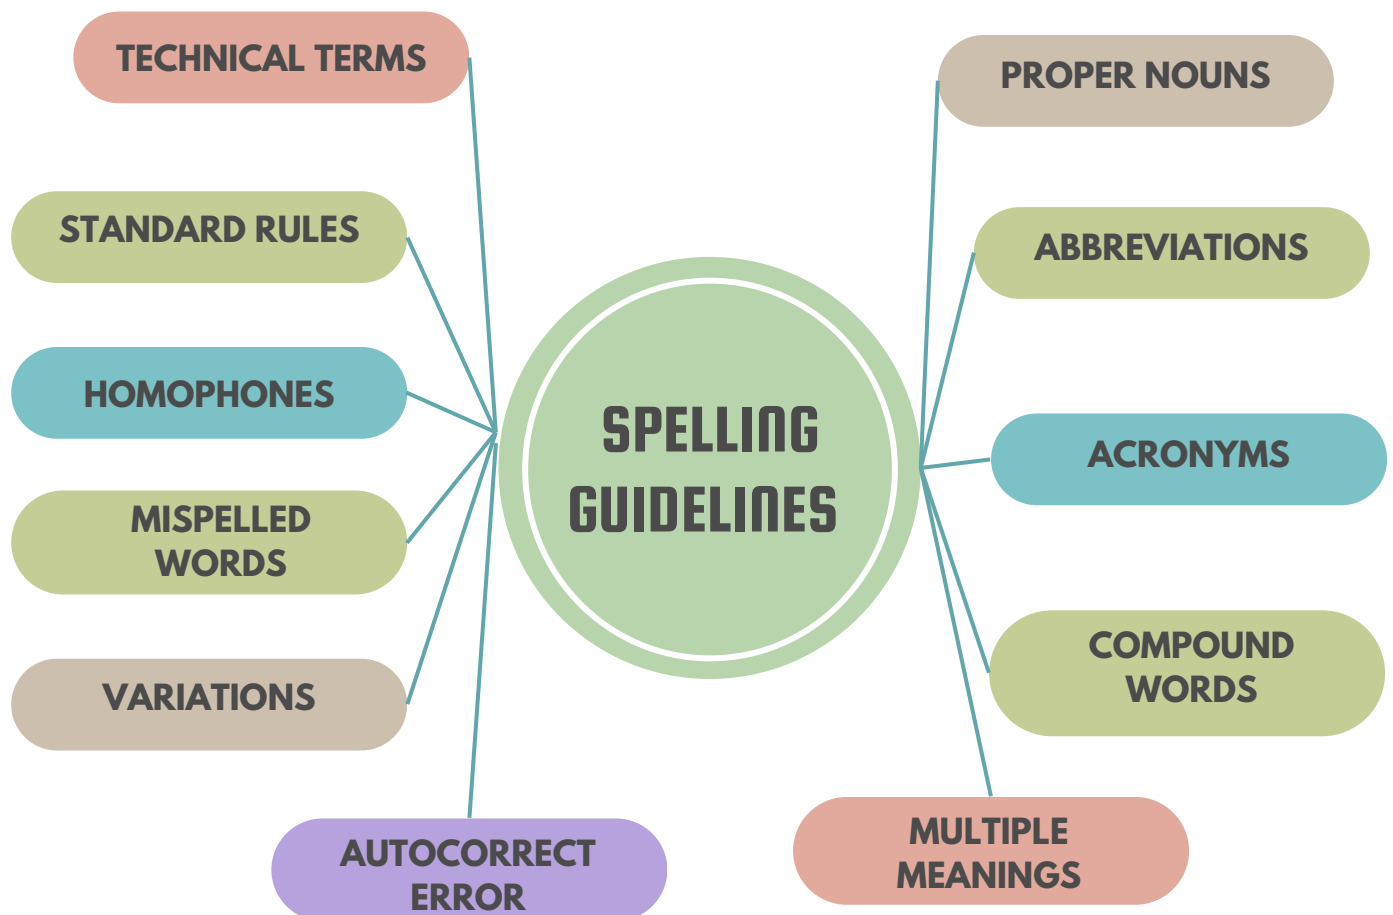 TECHNICAL TERMS
STANDARD RULES
HOMOPHONES
MISPELLED
WORDS
VARIATIONS
AUTOCORRECT
ERROR
SPELLING
GUIDELINES
PROPER NOUNS
ABBREVIATIONS
ACRONYMS
COMPOUND
WORDS
MULTIPLE
MEANINGS